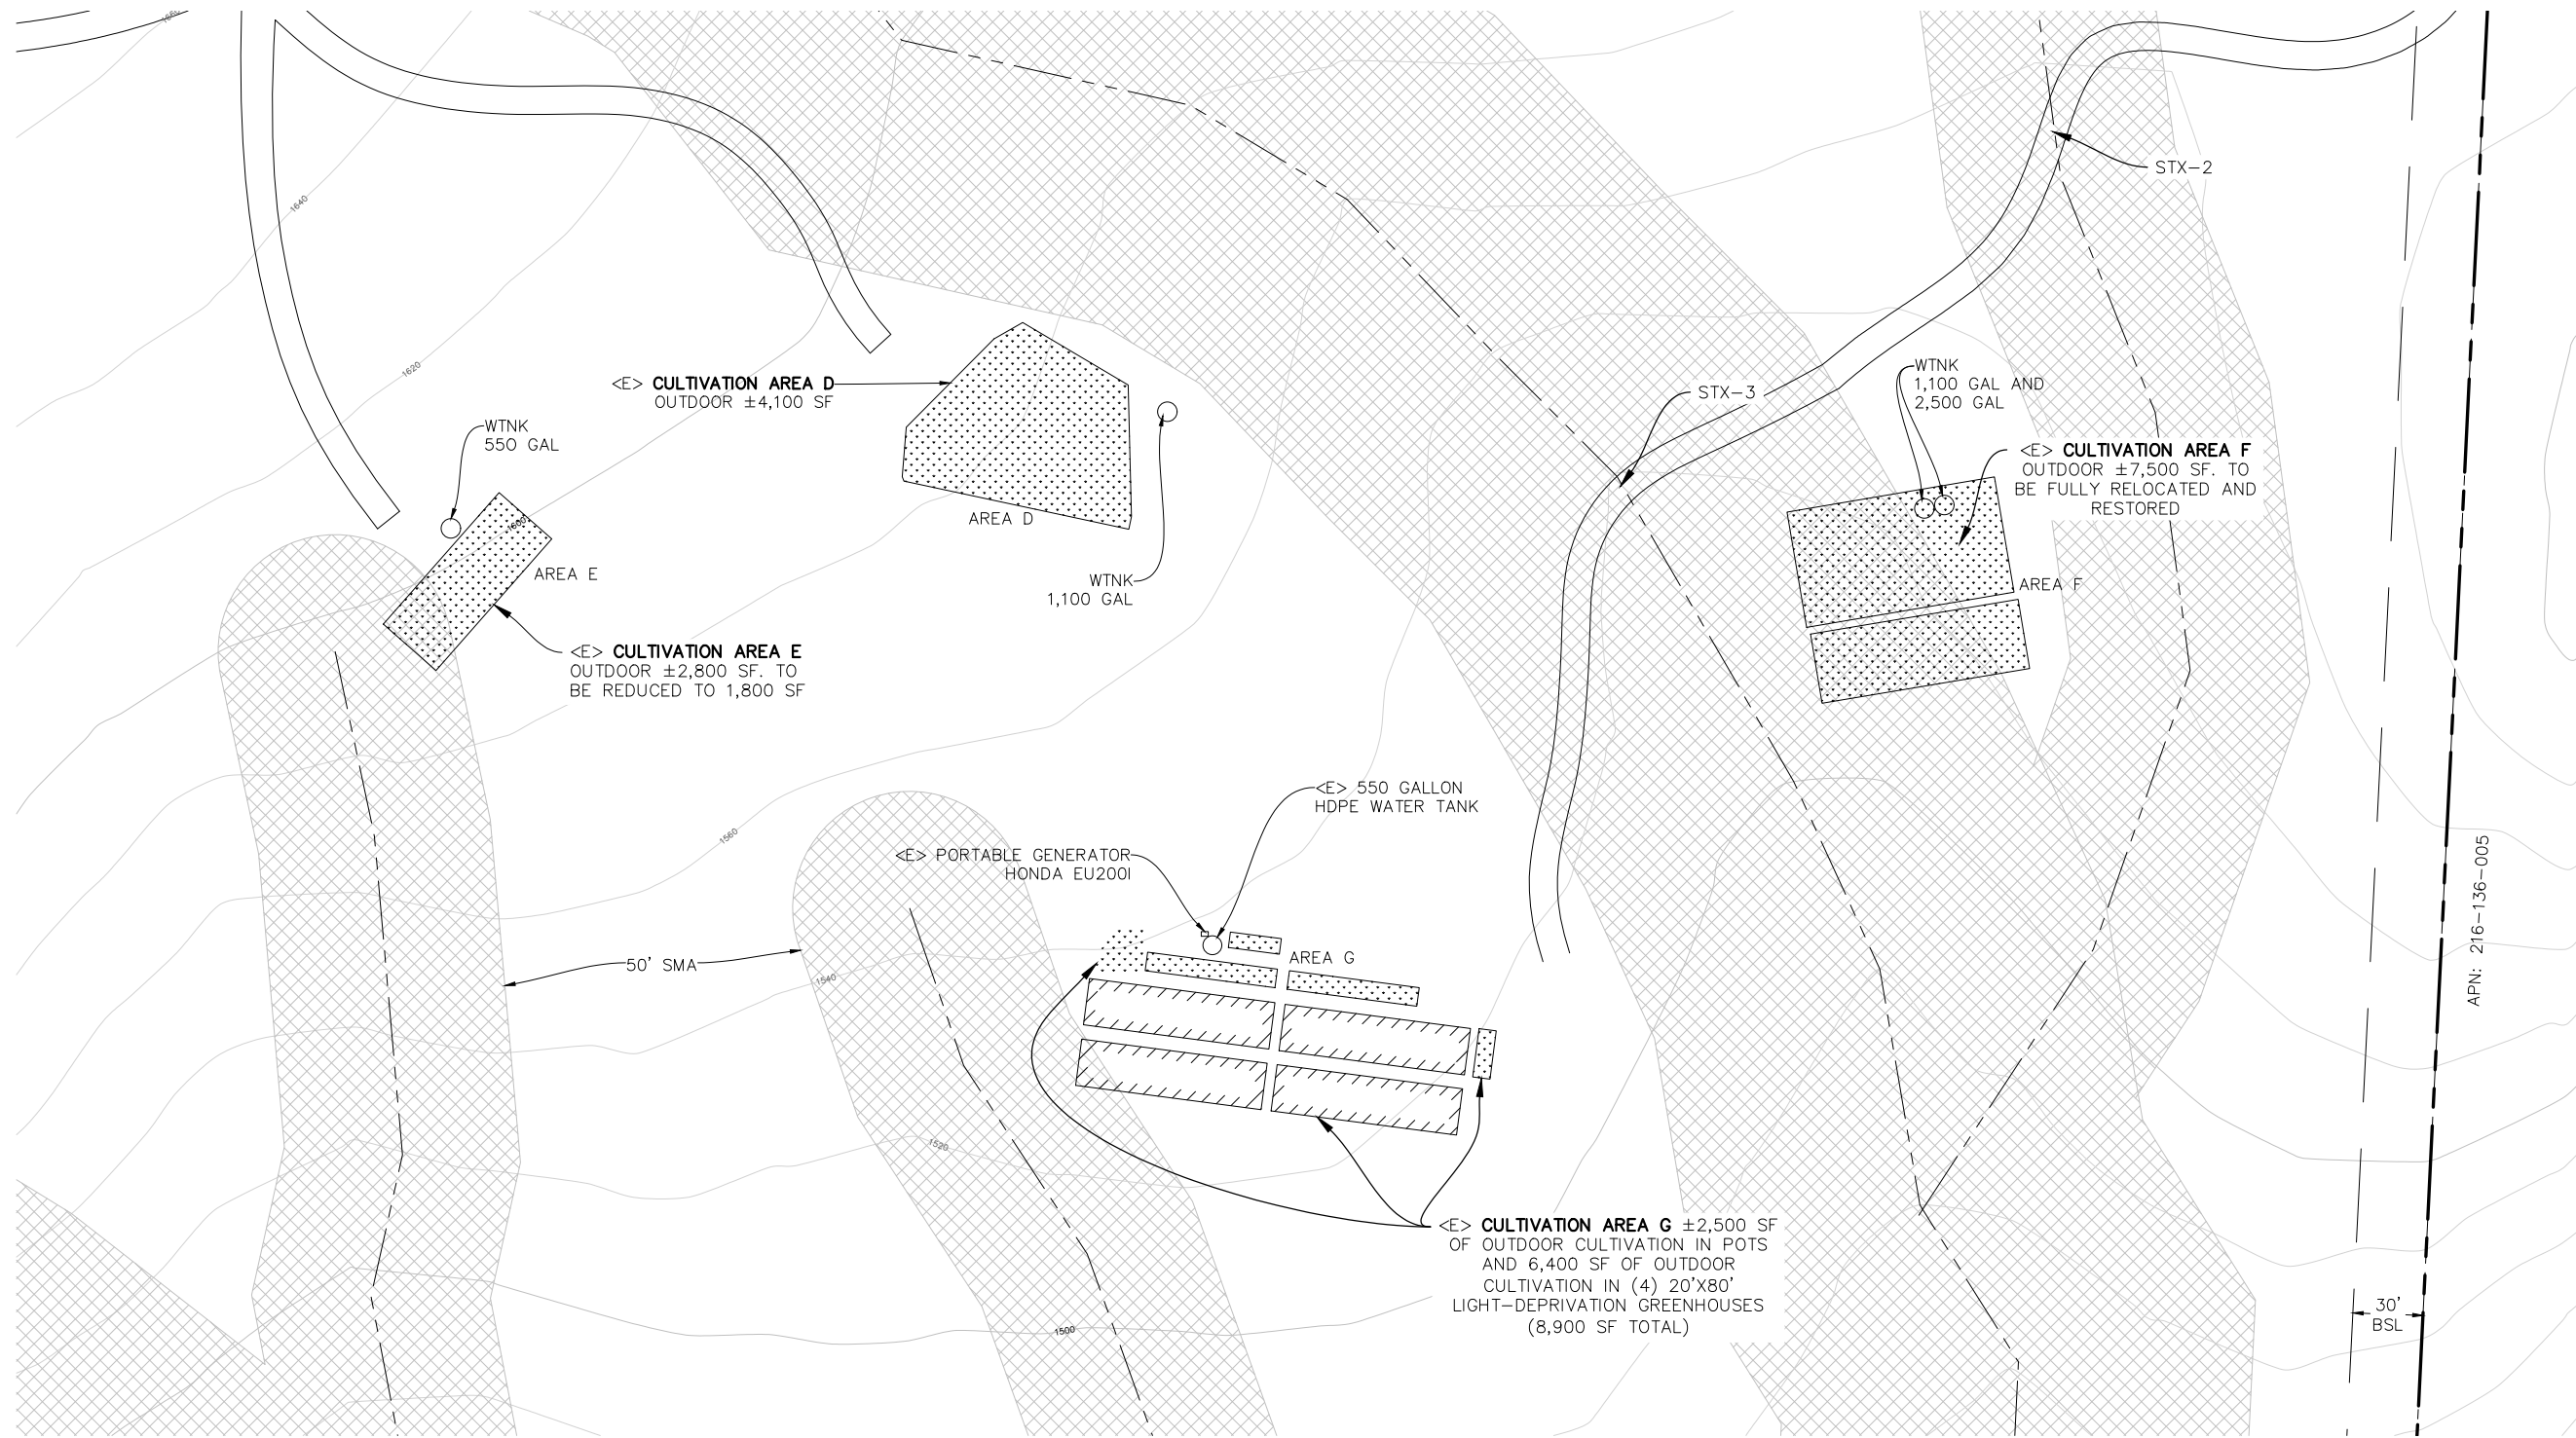 1660
STX-2
1640
1620
<E> CULTIVATION AREA D
OUTDOOR ±4,100 SF
STX-3
WTNK
1,100 GAL AND
2,500 GAL
WTNK
550 GAL
<E> CULTIVATION AREA F
OUTDOOR ±7,500 SF. TO
BE FULLY RELOCATED AND
RESTORED
1600
AREA D
AREA E
WTNK
1,100 GAL
AREA F
<E> CULTIVATION AREA E
OUTDOOR ±2,800 SF. TO
BE REDUCED TO 1,800 SF
<E> 550 GALLON
HDPE WATER TANK
1560
<E> PORTABLE GENERATOR
HONDA EU200I
APN: 216-136-005
50' SMA
AREA G
1540
1520
<E> CULTIVATION AREA G ±2,500 SF
OF OUTDOOR CULTIVATION IN POTS
AND 6,400 SF OF OUTDOOR
CULTIVATION IN (4) 20'X80'
LIGHT-DEPRIVATION GREENHOUSES
(8,900 SF TOTAL)
30'
BSL
1500